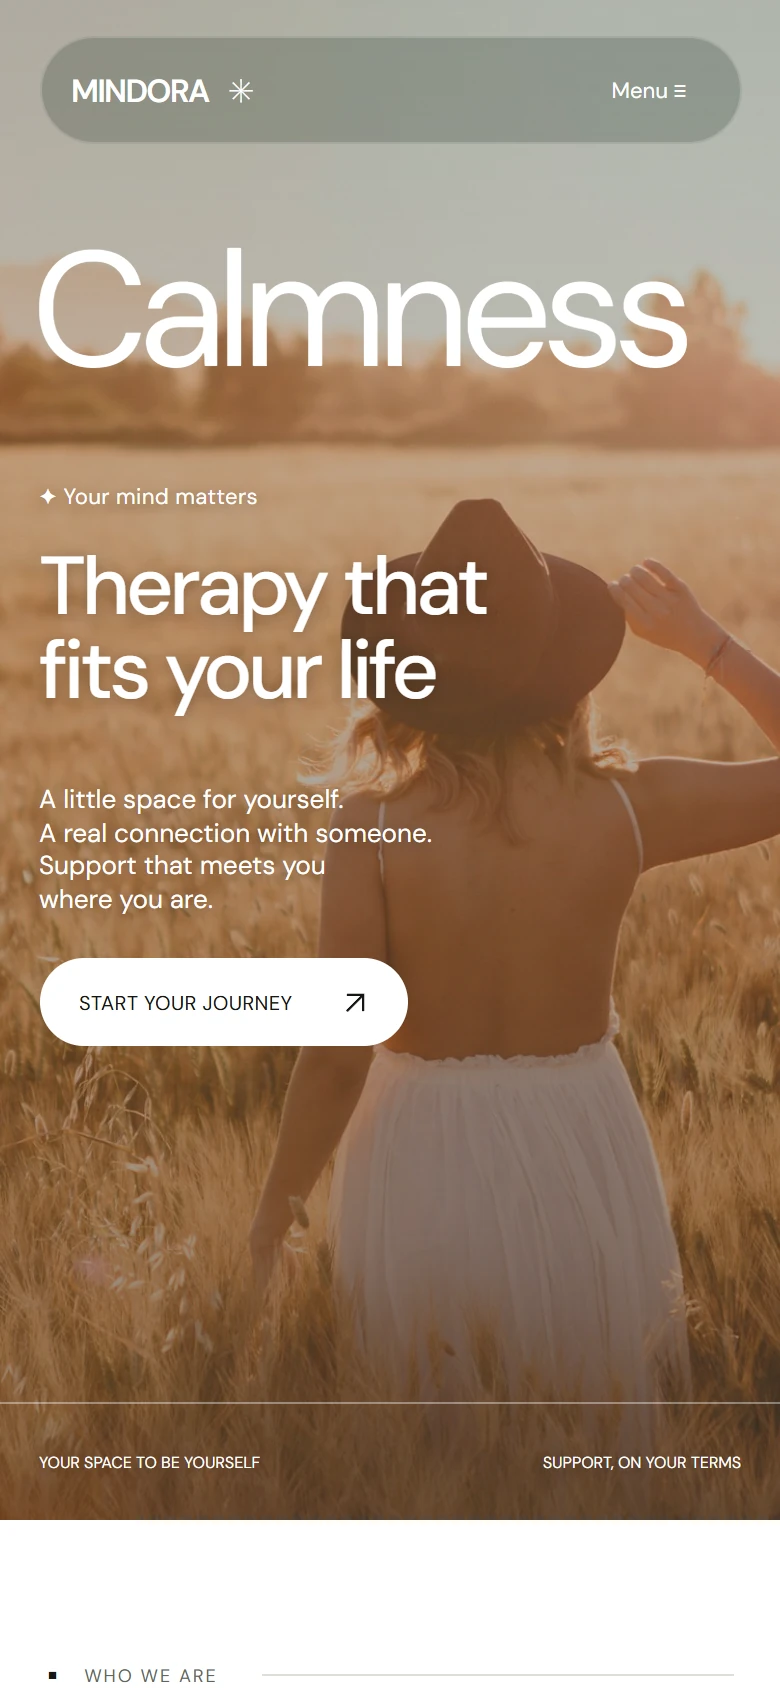 MINDORA
Menu
Calmness
Your mind matters
Therapy that
fits your life
A little space for yourself.
A real connection with someone.
Support that meets you
where you are.
START YOUR JOURNEY
YOUR SPACE TO BE YOURSELF
SUPPORT, ON YOUR TERMS
WHO WE ARE